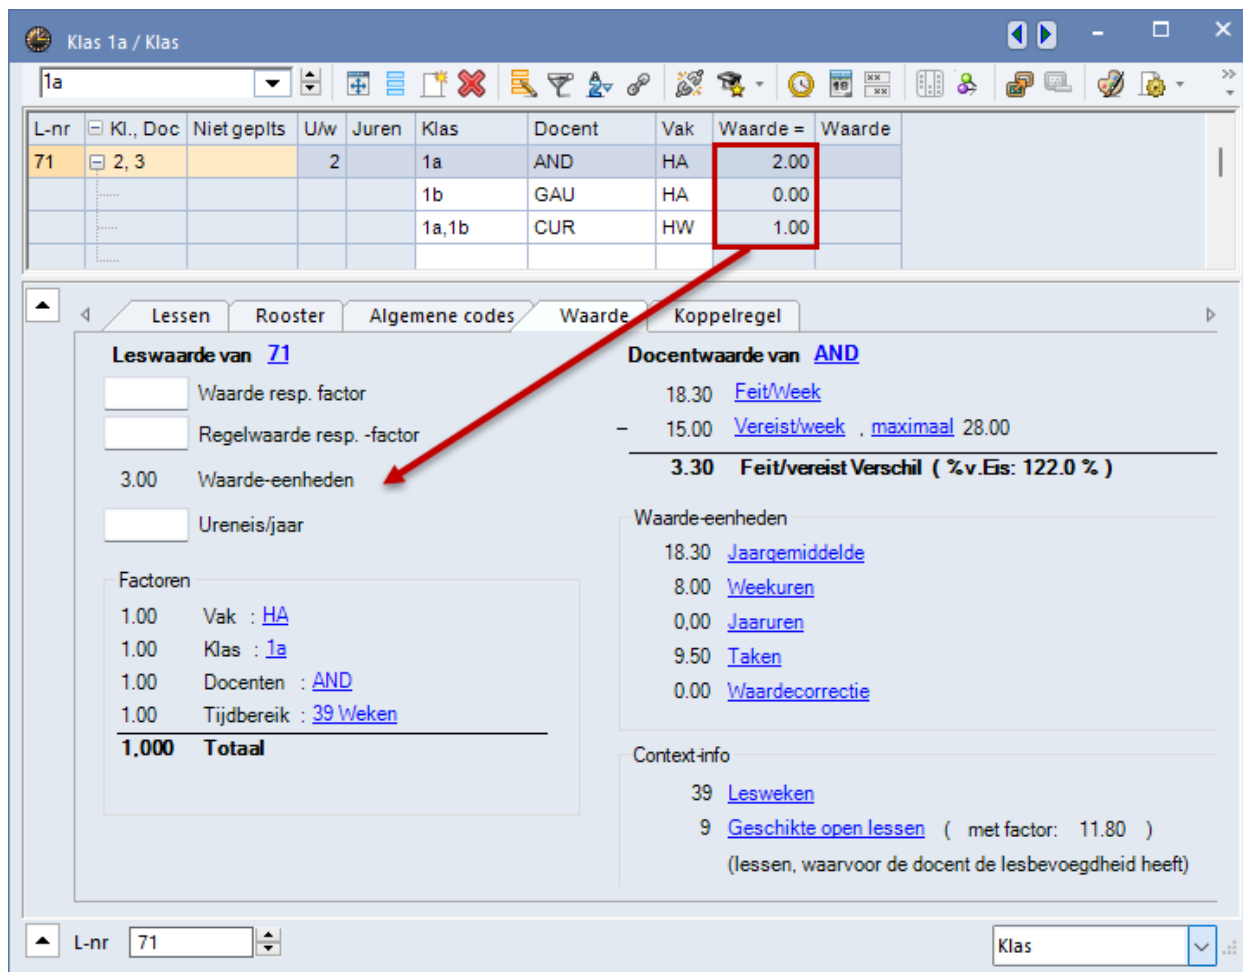 Klas 1a / Klas
1a
L-nr Kl., Doc Niet geplts U/w Juren Klas Docent Vak Waarde = Waarde
71 2, 3 2 1a AND HA 2.00
1b GAU HA 0.00
1a,1b CUR HW 1.00
Lessen Rooster Algemene codes Waarde Koppelregel
Leswaarde van 71
Waarde resp. factor
Regelwaarde resp. -factor
3.00 Waarde-eenheden
Ureneis/jaar
Factoren
1.00 Vak : HA
1.00 Klas : 1a
1.00 Docenten : AND
1.00 Tijdbereik : 39 Weken
1,000 Totaal
Docentwaarde van AND
18.30 Feit/Week
– 15.00 Vereist/week , maximaal 28.00
3.30 Feit/vereist Verschil ( %v.Eis: 122.0 % )
Waarde-eenheden
18.30 Jaargemiddelde
8.00 Weekuren
0,00 Jaaruren
9.50 Taken
0.00 Waardecorrectie
Context-info
39 Lesweken
9 Geschikte open lessen ( met factor: 11.80 )
(lessen, waarvoor de docent de lesbevoegdheid heeft)
L-nr 71
Klas